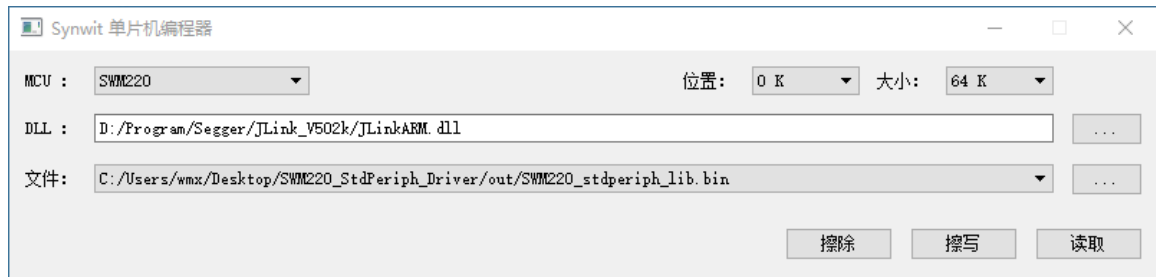 Synwit 单片机编程器
MCU : SWM220 位置: 0 K 大小: 64 K
DLL : D:/Program/Segger/JLink_V502k/JLinkARM.dll ...
文件: C:/Users/wmx/Desktop/SWM220_StdPeriph_Driver/out/SWM220_stdperiph_lib.bin ...
擦除 擦写 读取